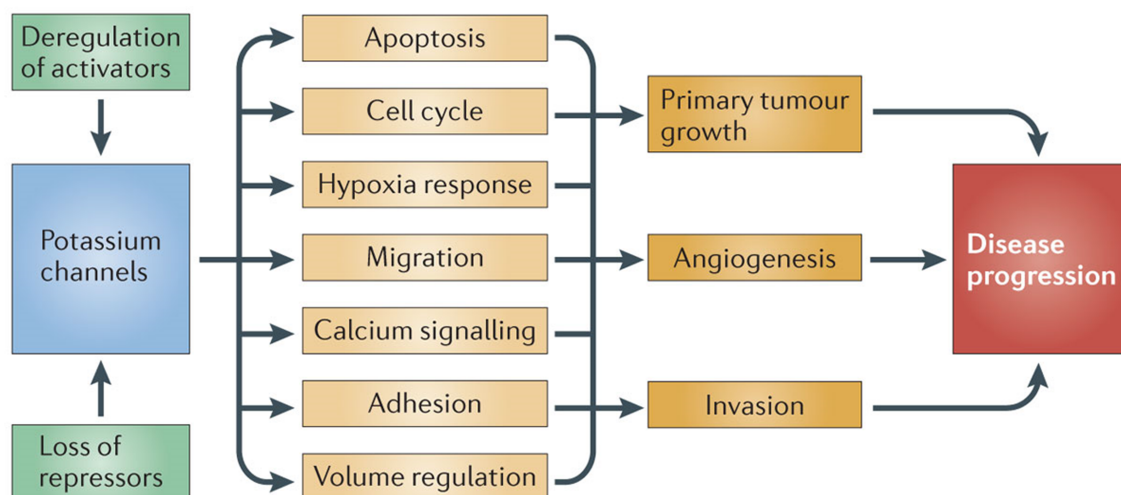 Deregulation
of activators
Potassium
channels
Loss of
repressors
Apoptosis
Cell cycle
Hypoxia response
Migration
Calcium signalling
Adhesion
Volume regulation
Primary tumour
growth
Angiogenesis
Invasion
Disease
progression